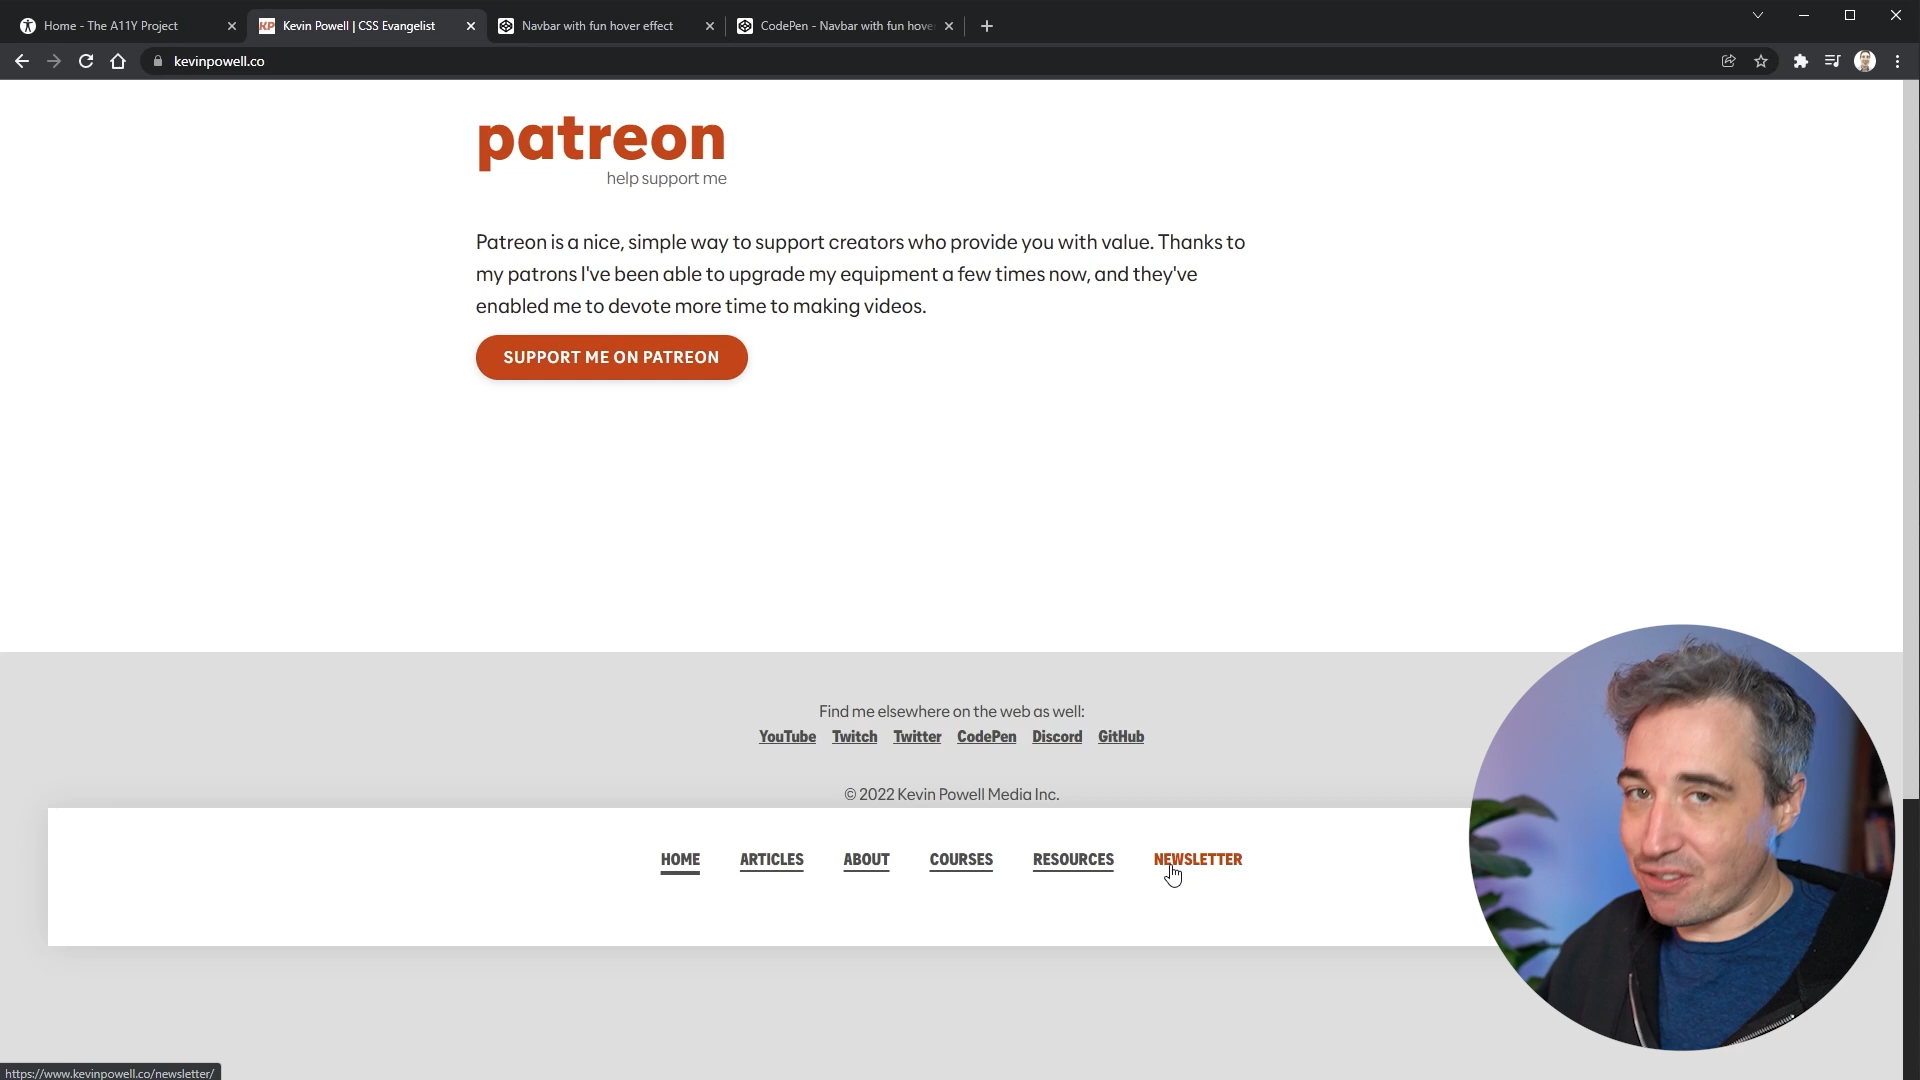 Home - The A11Y Project
Kevin Powell | CSS Evangelist
Navbar with fun hover effect
CodePen - Navbar with fun hove
kevinpowell.co
patreon
help support me
Patreon is a nice, simple way to support creators who provide you with value. Thanks to
my patrons I've been able to upgrade my equipment a few times now, and they've
enabled me to devote more time to making videos.
SUPPORT ME ON PATREON
Find me elsewhere on the web as well:
YouTube Twitch Twitter CodePen Discord GitHub
© 2022 Kevin Powell Media Inc.
HOME ARTICLES ABOUT COURSES RESOURCES NEWSLETTER
https://www.kevinpowell.co/newsletter/